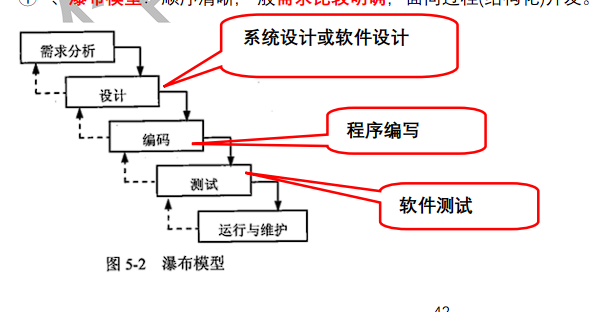 ① 、瀑布模型：顺序清晰，一般需求比较明确，面向过程(结构化)开发。
系统设计或软件设计
需求分析
设计
程序编写
编码
测试
软件测试
运行与维护
图 5-2 瀑布模型